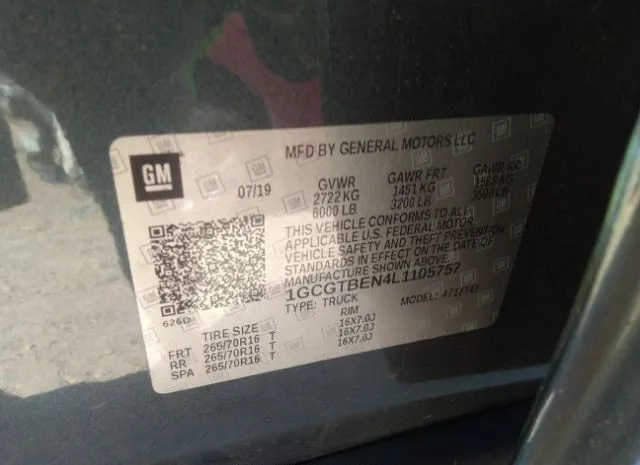 GM
MFD BY GENERAL MOTORS LLC
07/19
GVWR GAWR FRT GAWR RR
2722 KG 1451 KG 1588 KG
6000 LB 3200 LB 3500 LB
THIS VEHICLE CONFORMS TO ALL
APPLICABLE U.S. FEDERAL MOTOR
VEHICLE SAFETY AND THEFT PREVENTION
STANDARDS IN EFFECT ON THE DATE OF
MANUFACTURE SHOWN ABOVE.
1GCGTBEN4L1105757
TYPE: TRUCK MODEL:
626D
TIRE SIZE RIM
FRT 265/70R16 T 16X7.0J
RR 265/70R16 T 16X7.0J
SPA 265/70R16 T 16X7.0J